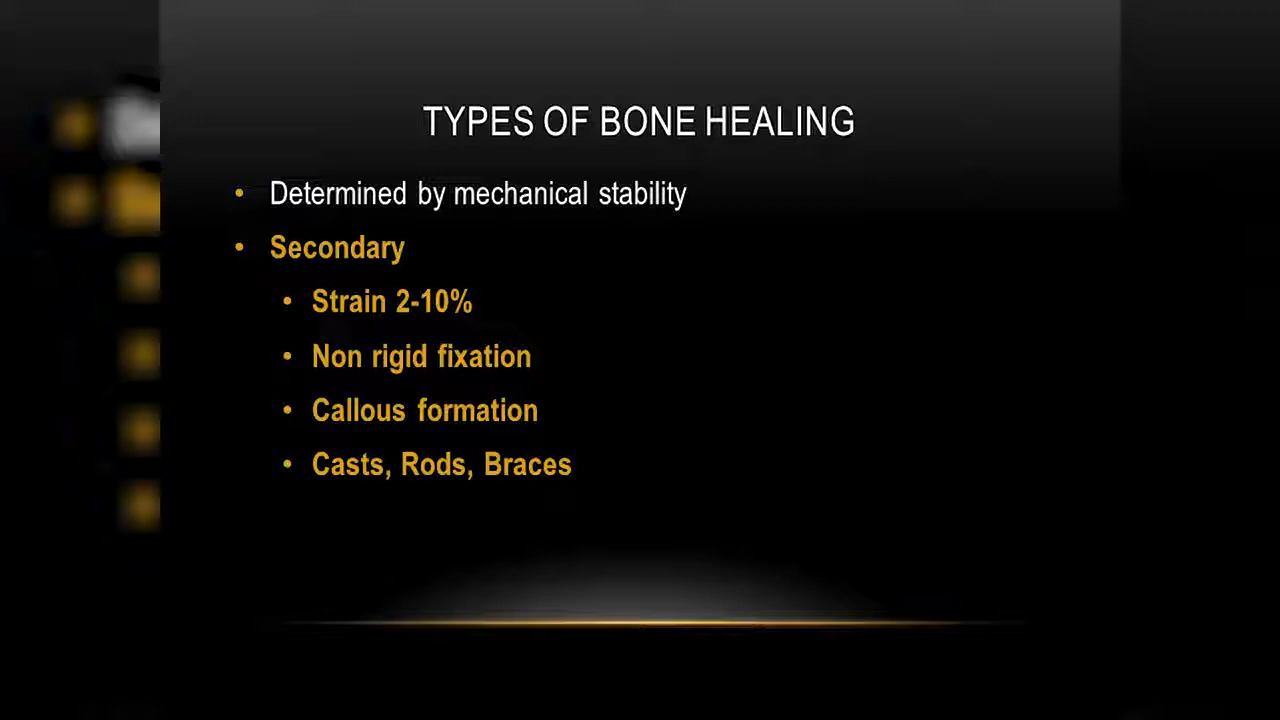 TYPES OF BONE HEALING
• Determined by mechanical stability
• Secondary
• Strain 2-10%
• Non rigid fixation
• Callous formation
• Casts, Rods, Braces